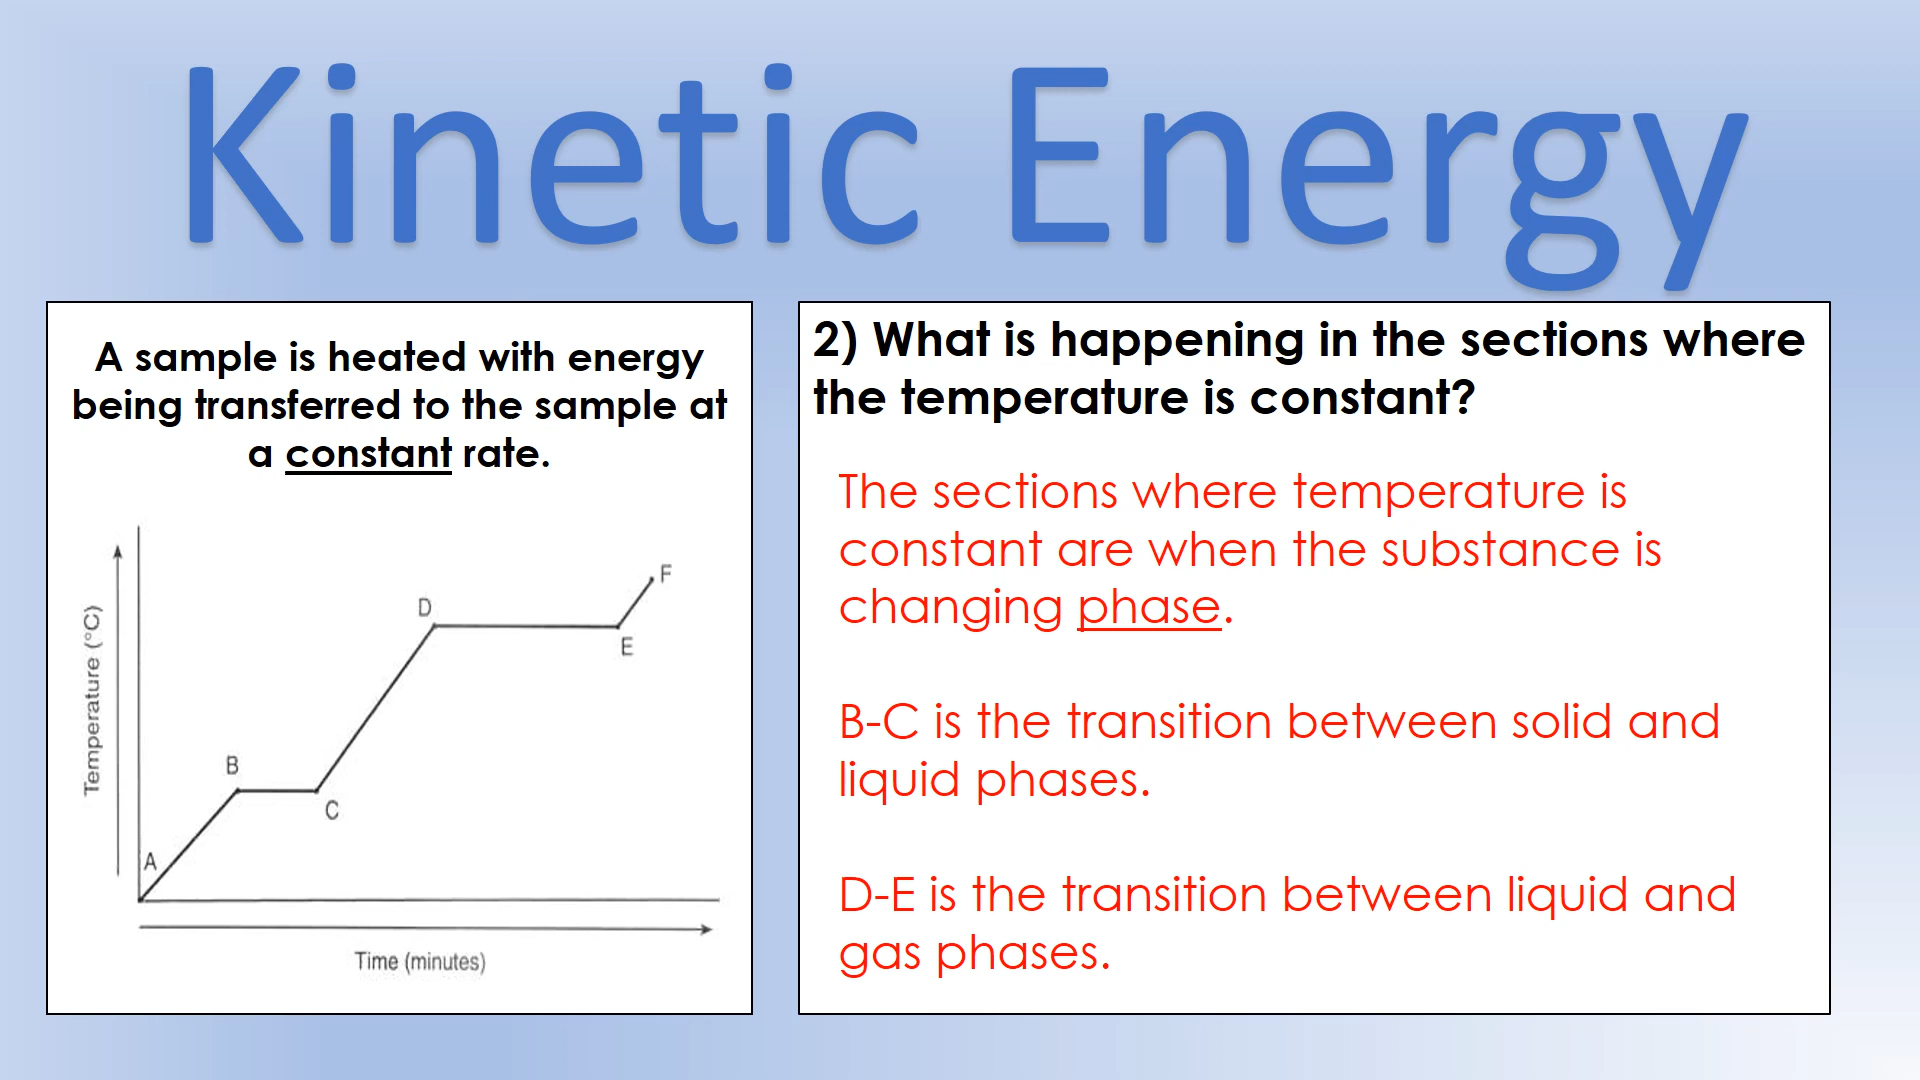 Kinetic Energy
A sample is heated with energy
being transferred to the sample at
a constant rate.
Temperature (°C)
A
B
C
D
E
F
Time (minutes)
2) What is happening in the sections where
the temperature is constant?
The sections where temperature is
constant are when the substance is
changing phase.
B-C is the transition between solid and
liquid phases.
D-E is the transition between liquid and
gas phases.